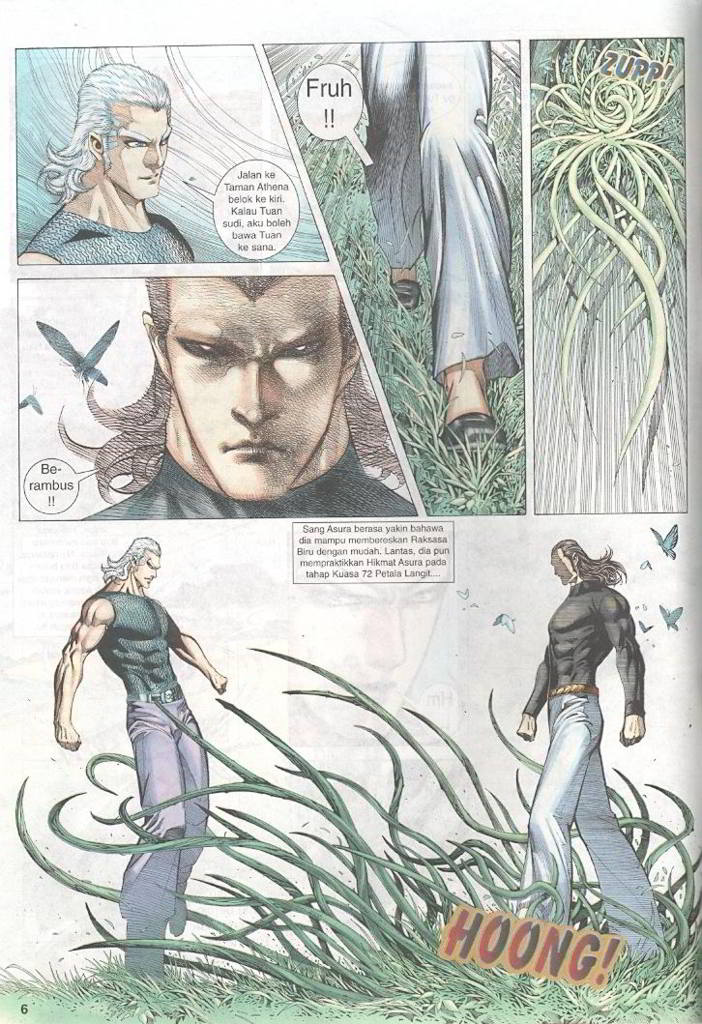 Jalan ke
Taman Athena
belok ke kiri.
Kalau Tuan
sudi, aku boleh
bawa Tuan
ke sana.
Fruh
!!
ZUPP!
Be-
rambus
!!
Sang Asura berasa yakin bahawa
dia mampu membereskan Raksasa
Biru dengan mudah. Lantas, dia pun
mempraktikkan Hikmat Asura pada
tahap Kuasa 72 Petala Langit....
HOONG!
6